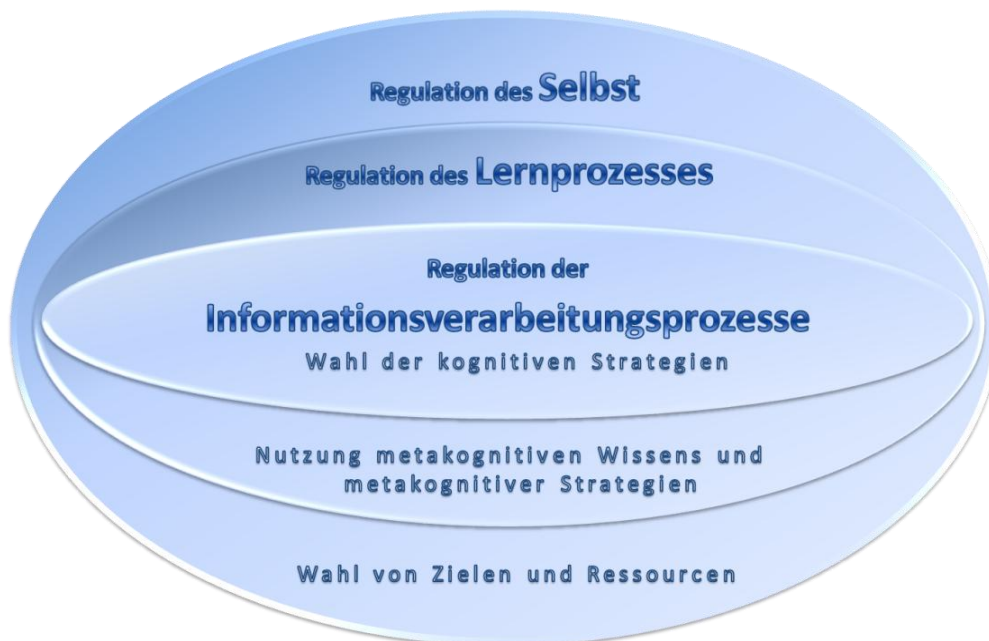 Regulation des Selbst
Regulation des Lernprozesses
Regulation der
Informationsverarbeitungsprozesse
Wahl der kognitiven Strategien
Nutzung metakognitiven Wissens und
metakognitiver Strategien
Wahl von Zielen und Ressourcen